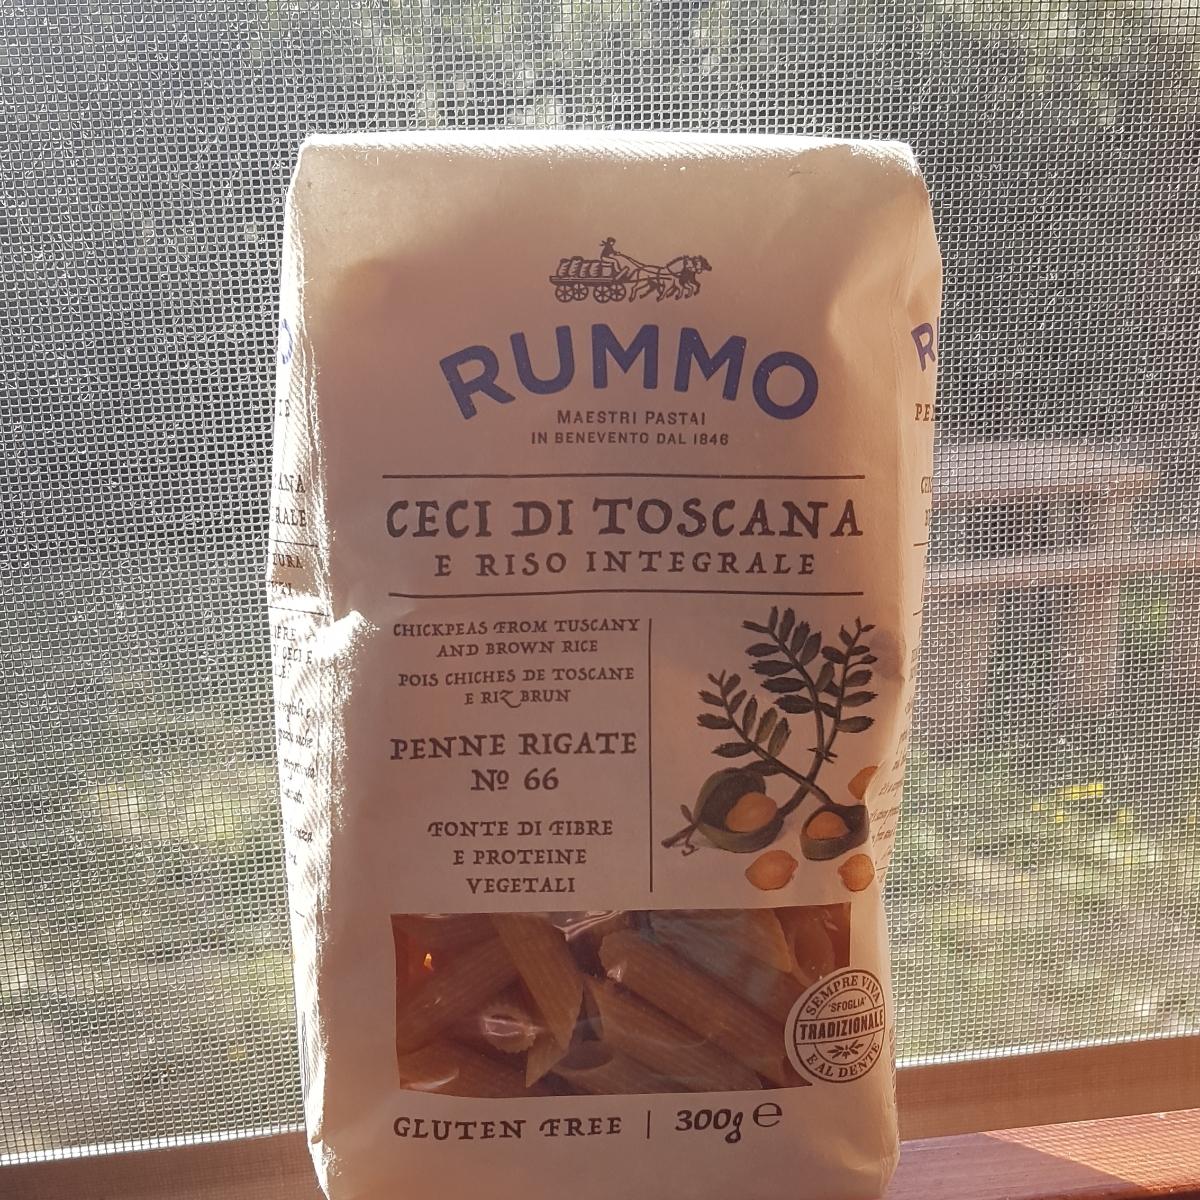 RUMMO
MAESTRI PASTAI
IN BENEVENTO DAL 1846
CECI DI TOSCANA
E RISO INTEGRALE
CHICKPEAS FROM TUSCANY
AND BROWN RICE
POIS CHICHES DE TOSCANE
E RIZ BRUN
PENNE RIGATE
Nº 66
FONTE DI FIBRE
E PROTEINE
VEGETALI
SEMPRE VIVA
SFOGLIA
TRADIZIONALE
E AL DENTE
GLUTEN FREE | 300g ℮